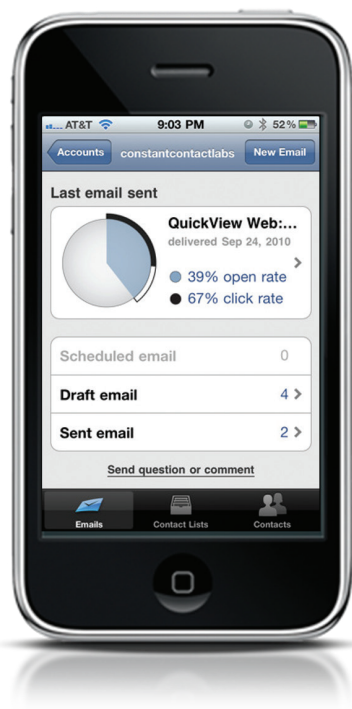 AT&T 9:03 PM 52%
Accounts constantcontactlabs New Email
Last email sent
QuickView Web:...
delivered Sep 24, 2010
39% open rate
67% click rate
Scheduled email 0
Draft email 4
Sent email 2
Send question or comment
Emails Contact Lists Contacts